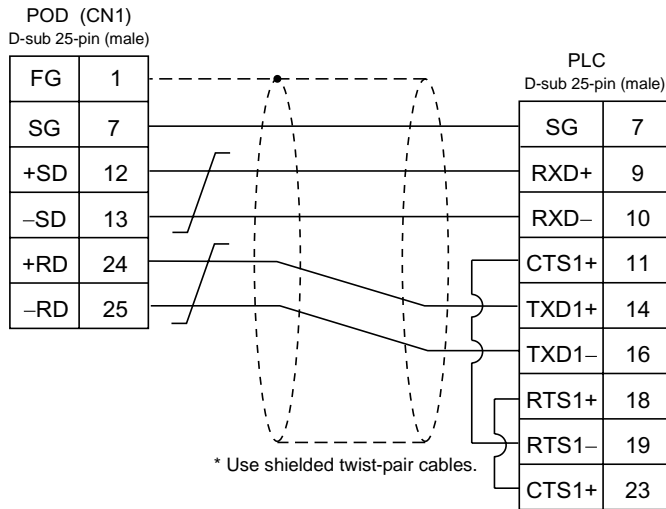 POD (CN1)
D-sub 25-pin (male)
FG 1
SG 7
+SD 12
–SD 13
+RD 24
–RD 25
PLC
D-sub 25-pin (male)
SG 7
RXD+ 9
RXD– 10
CTS1+ 11
TXD1+ 14
TXD1– 16
RTS1+ 18
RTS1– 19
CTS1+ 23
* Use shielded twist-pair cables.